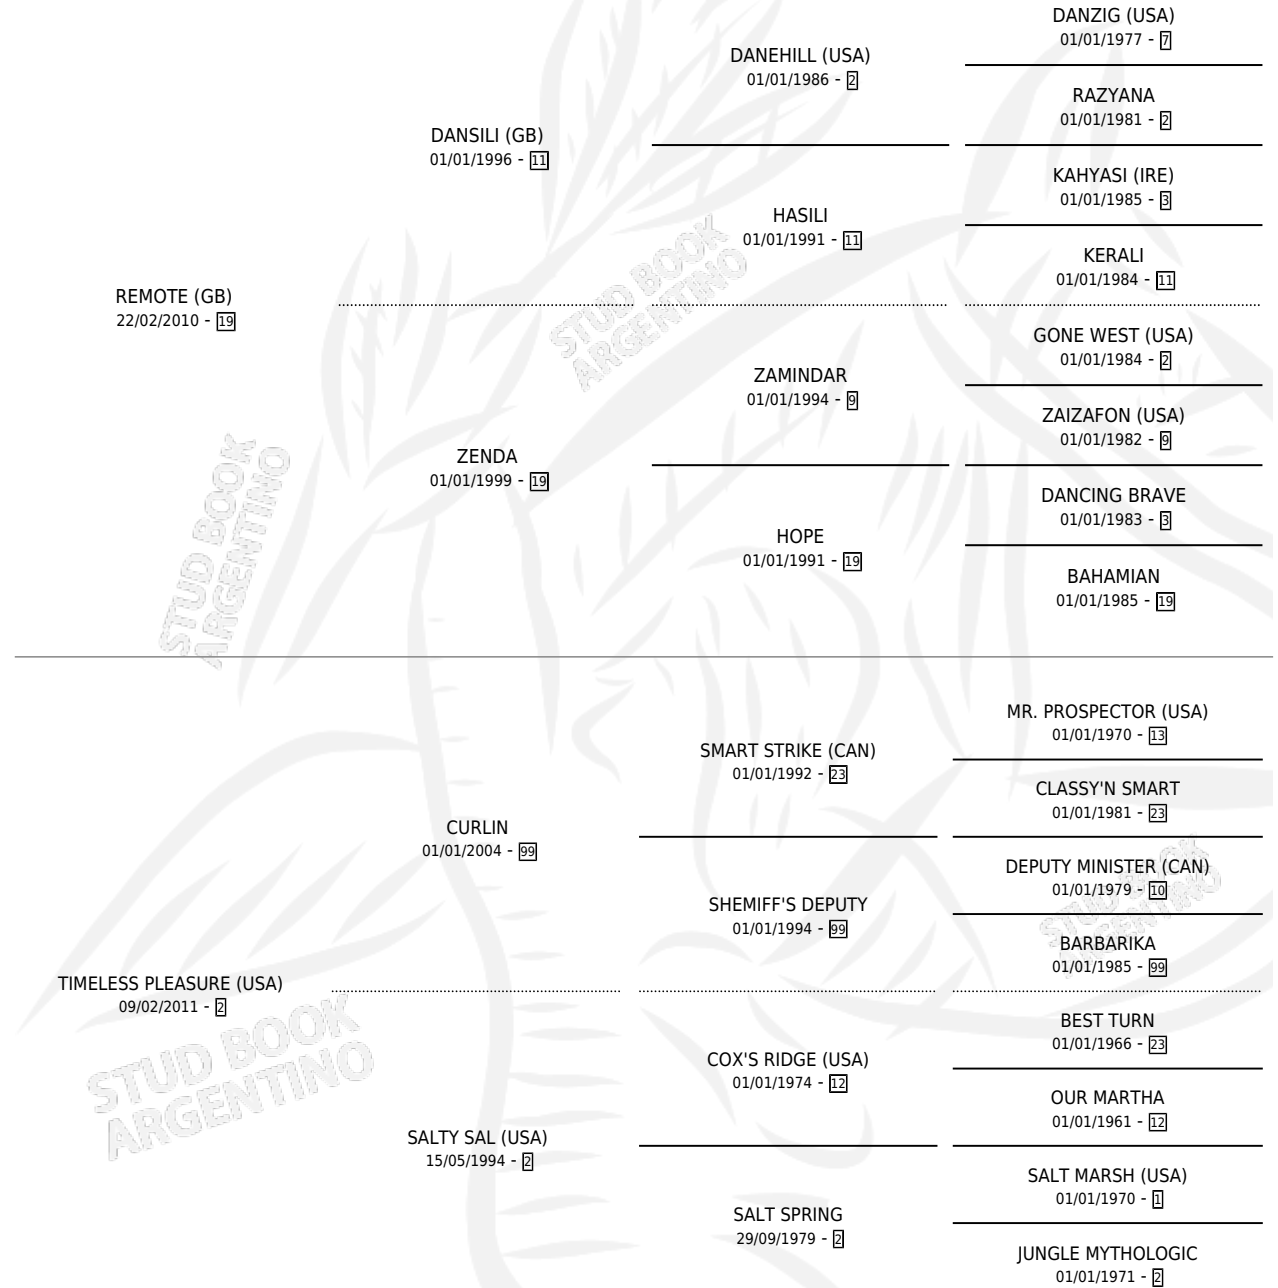 DANZIG (USA)
01/01/1977 - 7
DANEHILL (USA)
01/01/1986 - 2
RAZYANA
01/01/1981 - 2
DANSILI (GB)
01/01/1996 - 11
KAHYASI (IRE)
01/01/1985 - 3
HASILI
01/01/1991 - 11
KERALI
01/01/1984 - 11
REMOTE (GB)
22/02/2010 - 19
STUD BOOK
ARGENTINO
GONE WEST (USA)
01/01/1984 - 2
ZAMINDAR
01/01/1994 - 9
ZAIZAFON (USA)
01/01/1982 - 9
ZENDA
01/01/1999 - 19
DANCING BRAVE
01/01/1983 - 3
HOPE
01/01/1991 - 19
BAHAMIAN
01/01/1985 - 19
STUD BOOK
ARGENTINO
MR. PROSPECTOR (USA)
01/01/1970 - 13
SMART STRIKE (CAN)
01/01/1992 - 23
CLASSY'N SMART
01/01/1981 - 23
CURLIN
01/01/2004 - 99
DEPUTY MINISTER (CAN)
01/01/1979 - 10
SHEMIFF'S DEPUTY
01/01/1994 - 99
STUD BOOK
ARGENTINO
BARBARIKA
01/01/1985 - 99
TIMELESS PLEASURE (USA)
09/02/2011 - 2
STUD BOOK
ARGENTINO
BEST TURN
01/01/1966 - 23
COX'S RIDGE (USA)
01/01/1974 - 12
OUR MARTHA
01/01/1961 - 12
SALTY SAL (USA)
15/05/1994 - 2
SALT MARSH (USA)
01/01/1970 - 1
SALT SPRING
29/09/1979 - 2
JUNGLE MYTHOLOGIC
01/01/1971 - 2